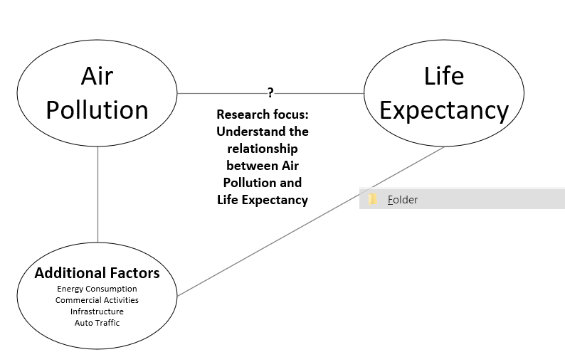 Air
Pollution
?
Life
Expectancy
Research focus:
Understand the
relationship
between Air
Pollution and
Life Expectancy
Folder
Additional Factors
Energy Consumption
Commercial Activities
Infrastructure
Auto Traffic